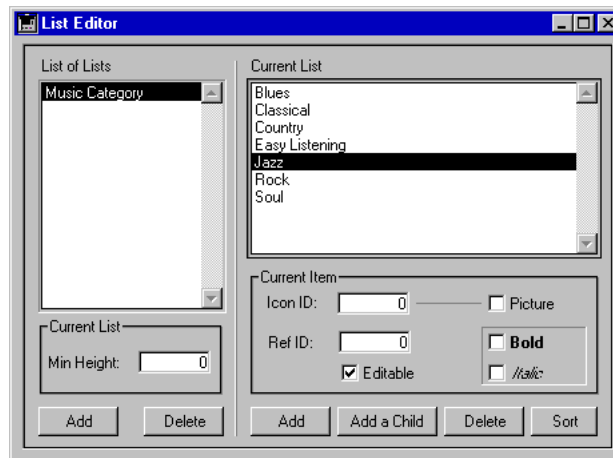 List Editor
List of Lists
Music Category
Current List
Min Height: 0
Add Delete
Current List
Blues
Classical
Country
Easy Listening
Jazz
Rock
Soul
Current Item
Icon ID: 0 Picture
Ref ID: 0 Bold
Editable Italic
Add Add a Child Delete Sort